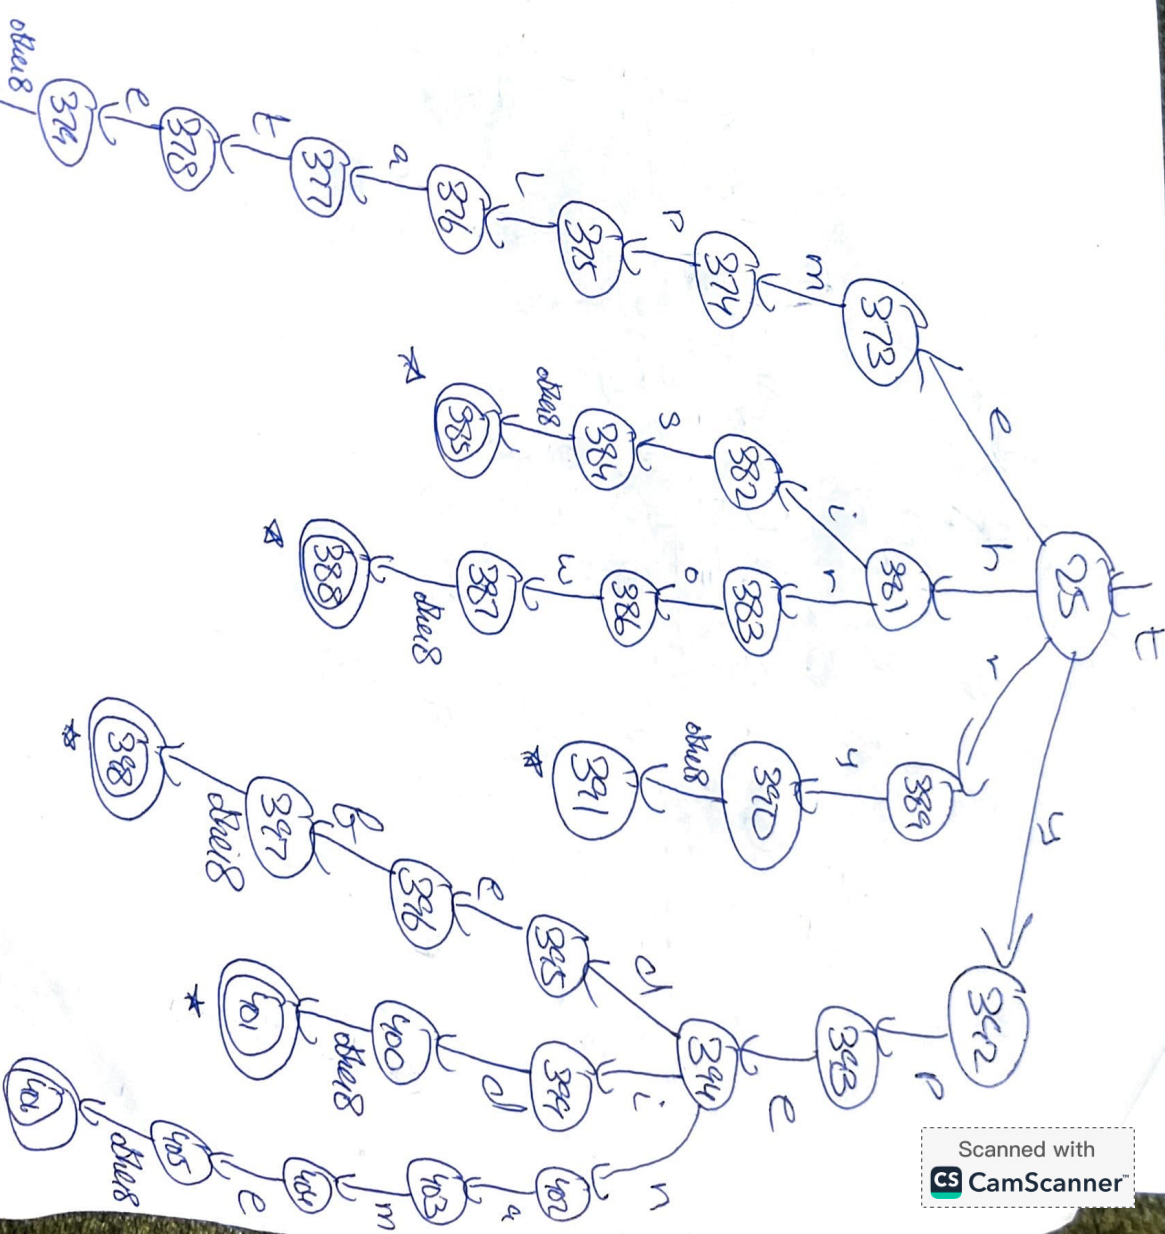 t
25
e h r y
373 381 389 392
m i r y p
374 382 383 390 393
p s o others e
375 384 386 391 394
L others w * d i n
376 385 387 395 399 402
a * others e d a
377 388 396 400 403
t * f others m
378 397 401 404
e others * e
379 398 405
others * others
406
Scanned with
CS CamScanner